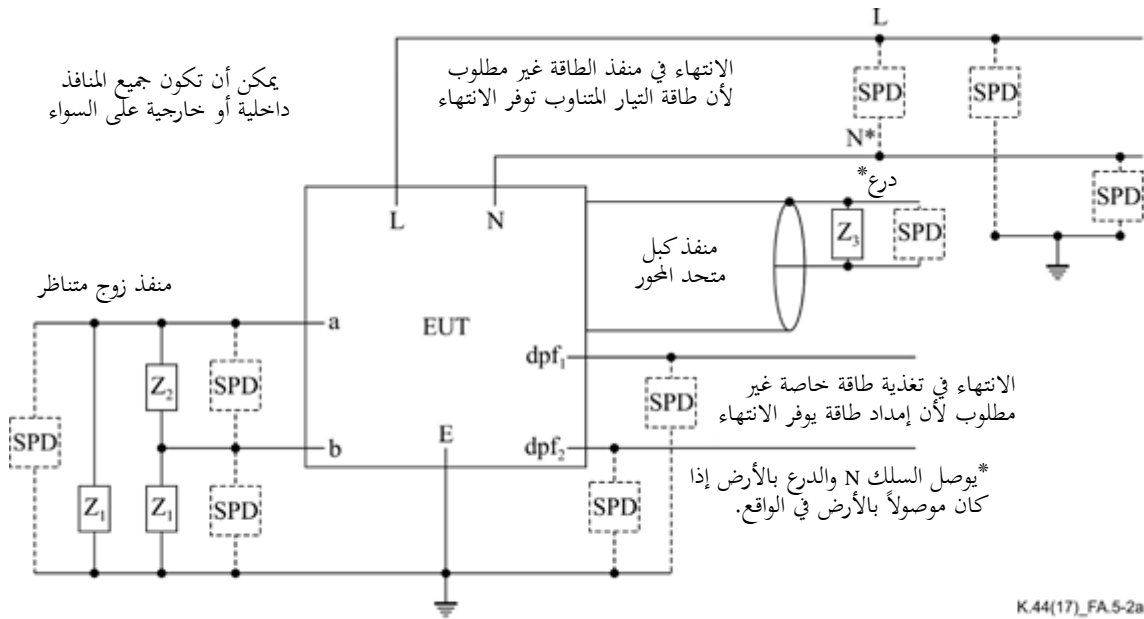 L
يمكن أن تكون جميع المنافذ
داخلية أو خارجية على السواء
الانتهاء في منفذ الطاقة غير مطلوب
لأن طاقة التيار المتناوب توفر الانتهاء
SPD
SPD
N*
SPD
درع*
L
N
Z₃
SPD
منفذ كبل
متحد المحور
منفذ زوج متناظر
a
EUT
dpf₁
Z₂
SPD
SPD
الانتهاء في تغذية طاقة خاصة غير
مطلوب لأن إمداد طاقة يوفر الانتهاء
SPD
b
E
dpf₂
Z₁
Z₁
SPD
SPD
*يوصل السلك N والدرع بالأرض إذا
كان موصولاً بالأرض في الواقع.
K.44(17)_FA.5-2a